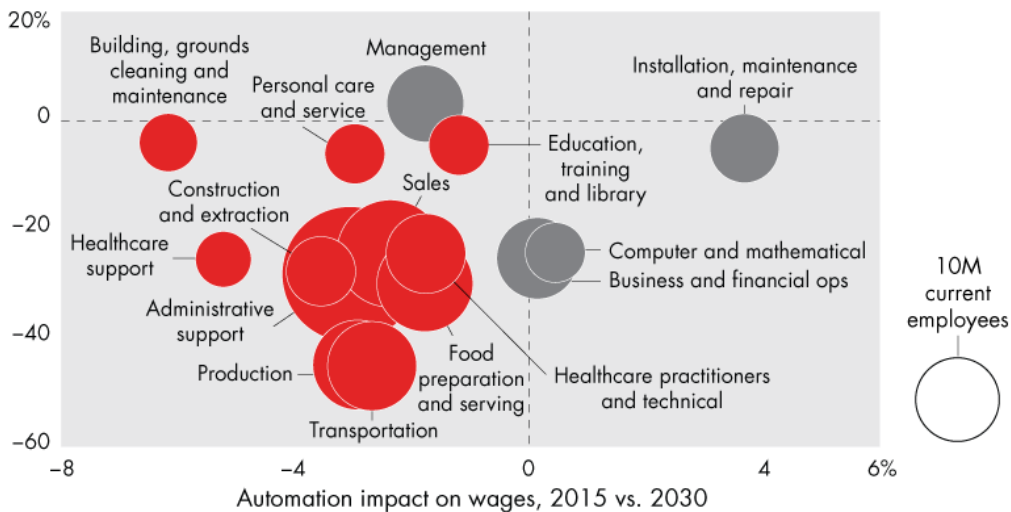 20%
0
–20
–40
–60
–8
–4
0
4
6%
Automation impact on wages, 2015 vs. 2030
Building, grounds
cleaning and
maintenance
Personal care
and service
Management
Installation, maintenance
and repair
Education,
training
and library
Sales
Construction
and extraction
Healthcare
support
Administrative
support
Computer and mathematical
Business and financial ops
Production
Transportation
Food
preparation
and serving
Healthcare practitioners
and technical
10M
current
employees